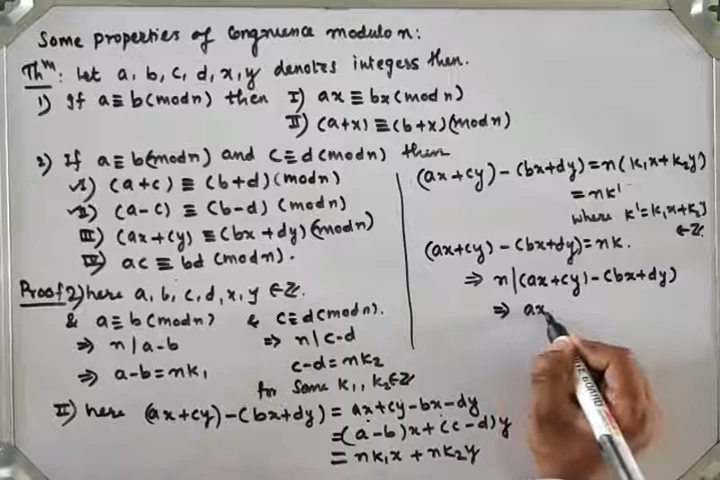 Some properties of Congruence modulo n:
Thm: let a, b, c, d, x, y denotes integers then.
1) If a≡b(mod n) then I) ax ≡ bx (mod n)
II) (a+x) ≡ (b+x) (mod n)
2) If a≡b(mod n) and c≡d (mod n) then
✓I) (a+c) ≡ (b+d) (mod n)
✓II) (a-c) ≡ (b-d) (mod n)
III) (ax+cy) ≡ (bx+dy) (mod n)
IV) ac ≡ bd (mod n).
Proof 2) here a, b, c, d, x, y ∈ Z.
& a≡b(mod n) & c≡d(mod n).
⇒ n | a-b ⇒ n | c-d
⇒ a-b=nk₁ c-d=nk₂
for some k₁, k₂∈Z
II) here (ax+cy)-(bx+dy) = ax+cy-bx-dy
=(a-b)x+(c-d)y
= nk₁x + nk₂y
(ax+cy)-(bx+dy)=n(k₁x+k₂y)
=nk'
where k'=k₁x+k₂y
∈Z.
(ax+cy)-(bx+dy)=nk.
⇒ n|(ax+cy)-(bx+dy)
⇒ ax